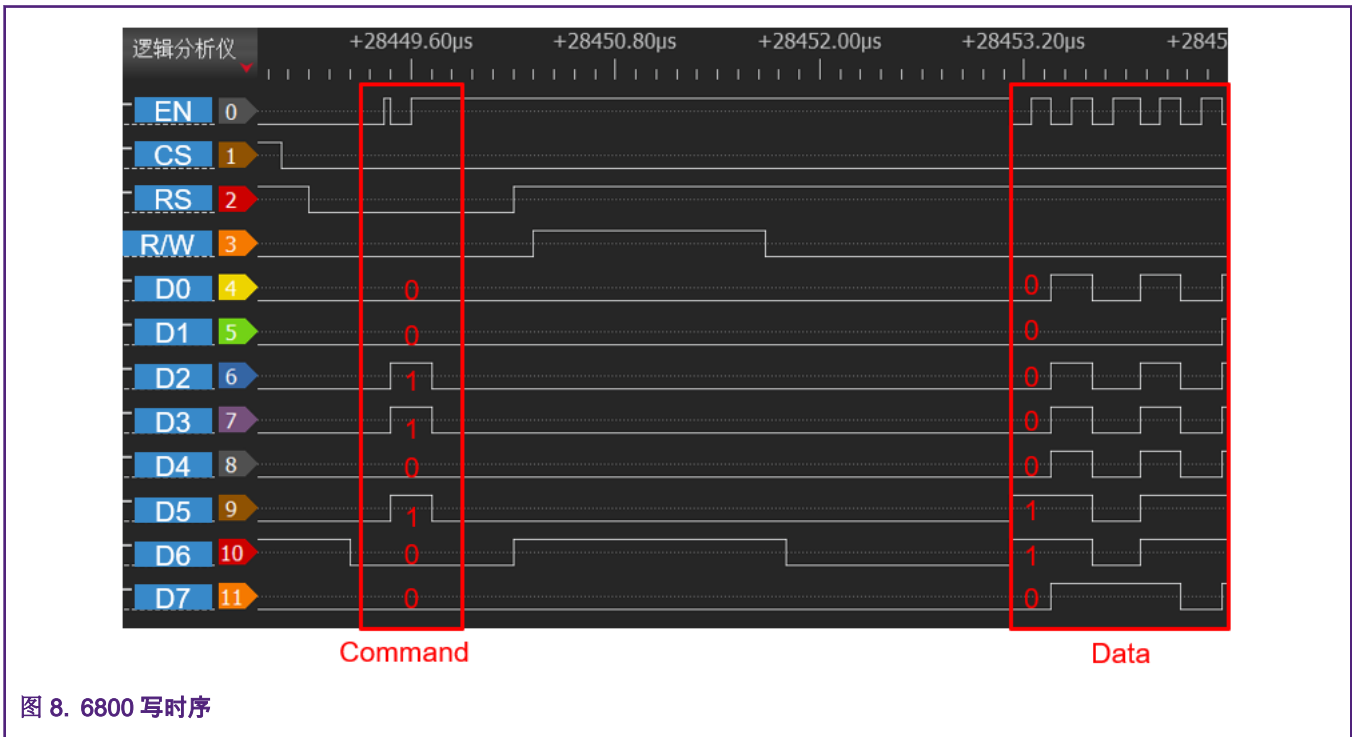 逻辑分析仪 +28449.60μs +28450.80μs +28452.00μs +28453.20μs +2845
EN 0
CS 1
RS 2
R/W 3
D0 4 0 0
D1 5 0 0
D2 6 1 0
D3 7 1 0
D4 8 0 0
D5 9 1 1
D6 10 0 1
D7 11 0 0
Command Data
图 8. 6800 写时序